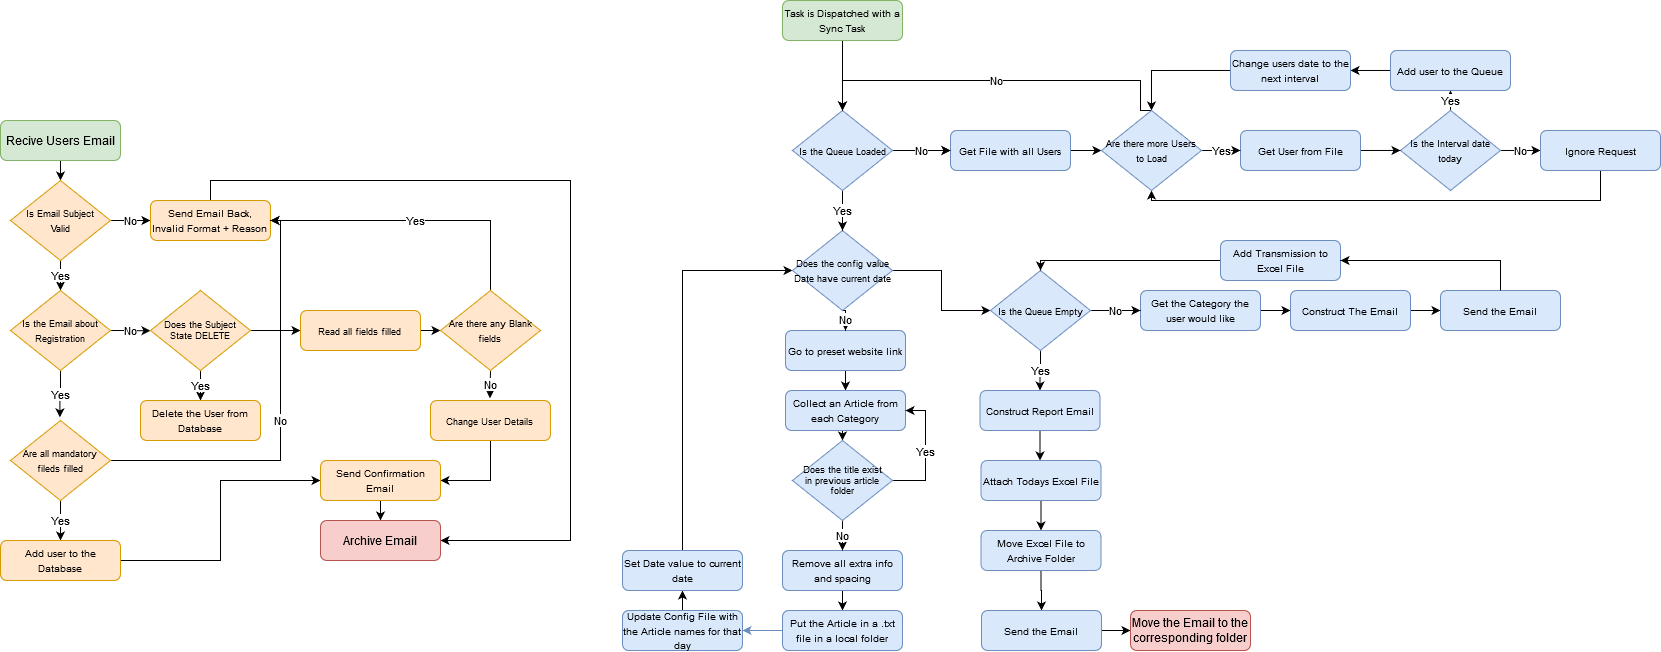 Task is Dispatched with a
Sync Task
No
Change users date to the
next interval
Add user to the Queue
Yes
Recive Users Email
Is the Queue Loaded
No
Get File with all Users
Are there more Users
to Load
Yes
Get User from File
Is the Interval date
today
No
Ignore Request
Is Email Subject
Valid
No
Send Email Back,
Invalid Format + Reason
Yes
Yes
Yes
Does the config value
Date have current date
Add Transmission to
Excel File
Is the Email about
Registration
No
Does the Subject
State DELETE
Read all fields filled
Are there any Blank
fields
No
Go to preset website link
Is the Queue Empty
No
Get the Category the
user would like
Construct The Email
Send the Email
Yes
Yes
No
Yes
Delete the User from
Database
No
Change User Details
Collect an Article from
each Category
Yes
Construct Report Email
Are all mandatory
fileds filled
Send Confirmation
Email
Does the title exist
in previous article
folder
Attach Todays Excel File
Yes
Add user to the
Database
Archive Email
No
Move Excel File to
Archive Folder
Set Date value to current
date
Remove all extra info
and spacing
Update Config File with
the Article names for that
day
Put the Article in a .txt
file in a local folder
Send the Email
Move the Email to the
corresponding folder